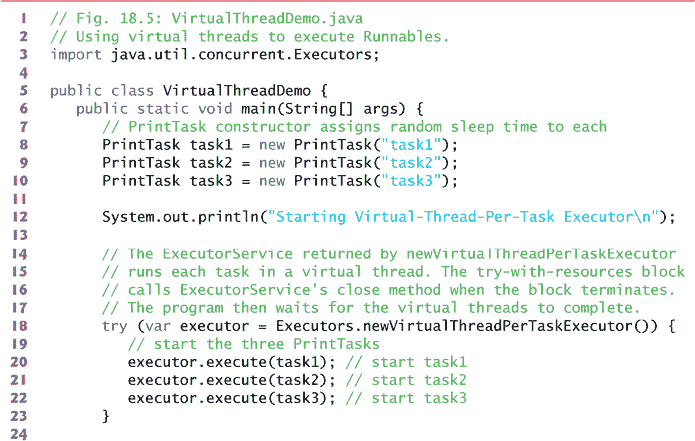 1 // Fig. 18.5: VirtualThreadDemo.java
2 // Using virtual threads to execute Runnables.
3 import java.util.concurrent.Executors;
4
5 public class VirtualThreadDemo {
6 public static void main(String[] args) {
7 // PrintTask constructor assigns random sleep time to each
8 PrintTask task1 = new PrintTask("task1");
9 PrintTask task2 = new PrintTask("task2");
10 PrintTask task3 = new PrintTask("task3");
11
12 System.out.println("Starting Virtual-Thread-Per-Task Executor\n");
13
14 // The ExecutorService returned by newVirtualThreadPerTaskExecutor
15 // runs each task in a virtual thread. The try-with-resources block
16 // calls ExecutorService's close method when the block terminates.
17 // The program then waits for the virtual threads to complete.
18 try (var executor = Executors.newVirtualThreadPerTaskExecutor()) {
19 // start the three PrintTasks
20 executor.execute(task1); // start task1
21 executor.execute(task2); // start task2
22 executor.execute(task3); // start task3
23 }
24